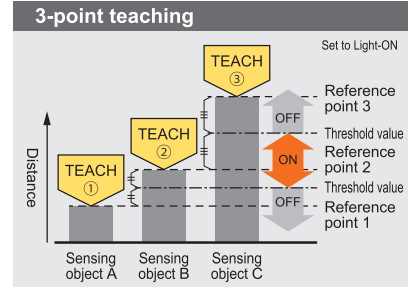 3-point teaching
Set to Light-ON
TEACH
③
Reference
point 3
OFF
TEACH
②
Threshold value
ON
Reference
point 2
TEACH
①
Threshold value
OFF
Reference
point 1
Distance
Sensing
object A
Sensing
object B
Sensing
object C